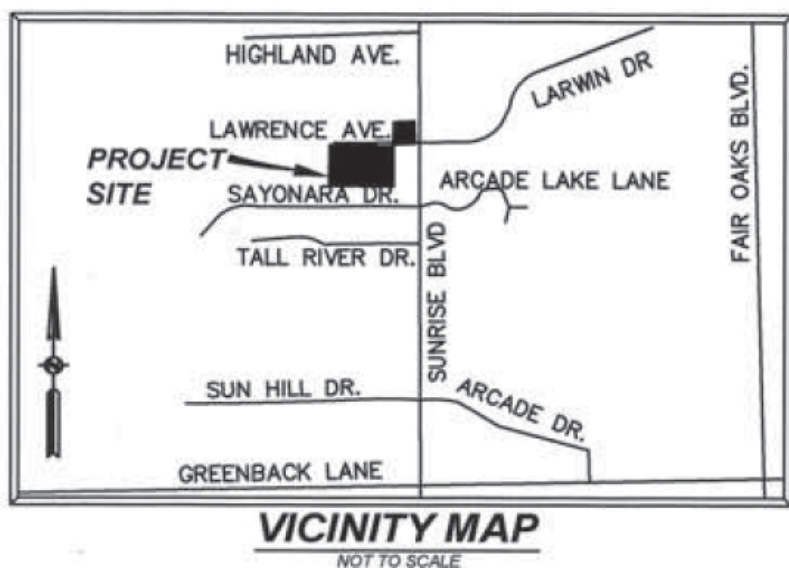 HIGHLAND AVE.
LARWIN DR
FAIR OAKS BLVD.
LAWRENCE AVE.
PROJECT
SITE
ARCADE LAKE LANE
SAYONARA DR.
TALL RIVER DR.
SUNRISE BLVD
SUN HILL DR.
ARCADE DR.
GREENBACK LANE
VICINITY MAP
NOT TO SCALE